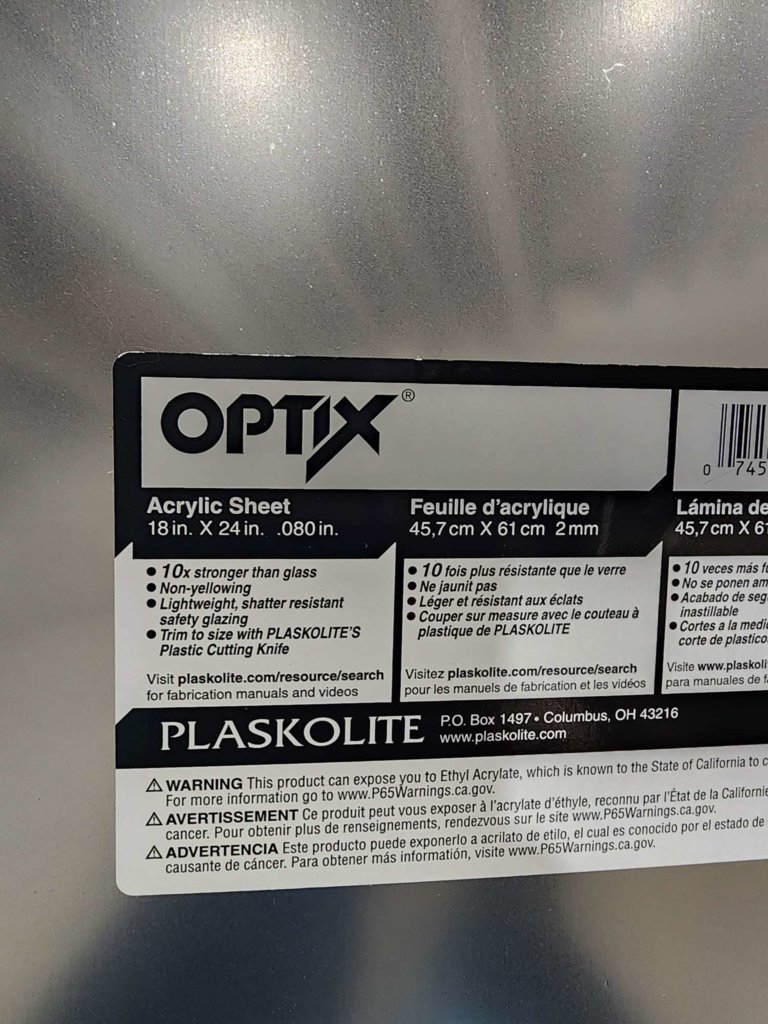 OPTIX®
0 745
Acrylic Sheet
18 in. X 24 in. .080 in.
• 10x stronger than glass
• Non-yellowing
• Lightweight, shatter resistant
safety glazing
• Trim to size with PLASKOLITE'S
Plastic Cutting Knife
Visit plaskolite.com/resource/search
for fabrication manuals and videos
Feuille d'acrylique
45,7 cm X 61 cm 2 mm
• 10 fois plus résistante que le verre
• Ne jaunit pas
• Léger et résistant aux éclats
• Couper sur measure avec le couteau à
plastique de PLASKOLITE
Visitez plaskolite.com/resource/search
pour les manuels de fabrication et les vidéos
Lámina de
45,7 cm X 61
• 10 veces más
• No se ponen
• Acabado de
inastillable
• Cortes a la
corte de
Visite
para manuales de
PLASKOLITE
P.O. Box 1497 • Columbus, OH 43216
www.plaskolite.com
⚠ WARNING This product can expose you to Ethyl Acrylate, which is known to the State of California to
For more information go to www.P65Warnings.ca.gov.
⚠ AVERTISSEMENT Ce produit peut vous exposer à l'acrylate d'éthyle, reconnu par l'État de la Californie
cancer. Pour obtenir plus de renseignements, rendezvous sur le site www.P65Warnings.ca.gov.
⚠ ADVERTENCIA Este producto puede exponerlo a acrilato de etilo, el cual es conocido por el estado de
causante de cáncer. Para obtener más información, visite www.P65Warnings.ca.gov.